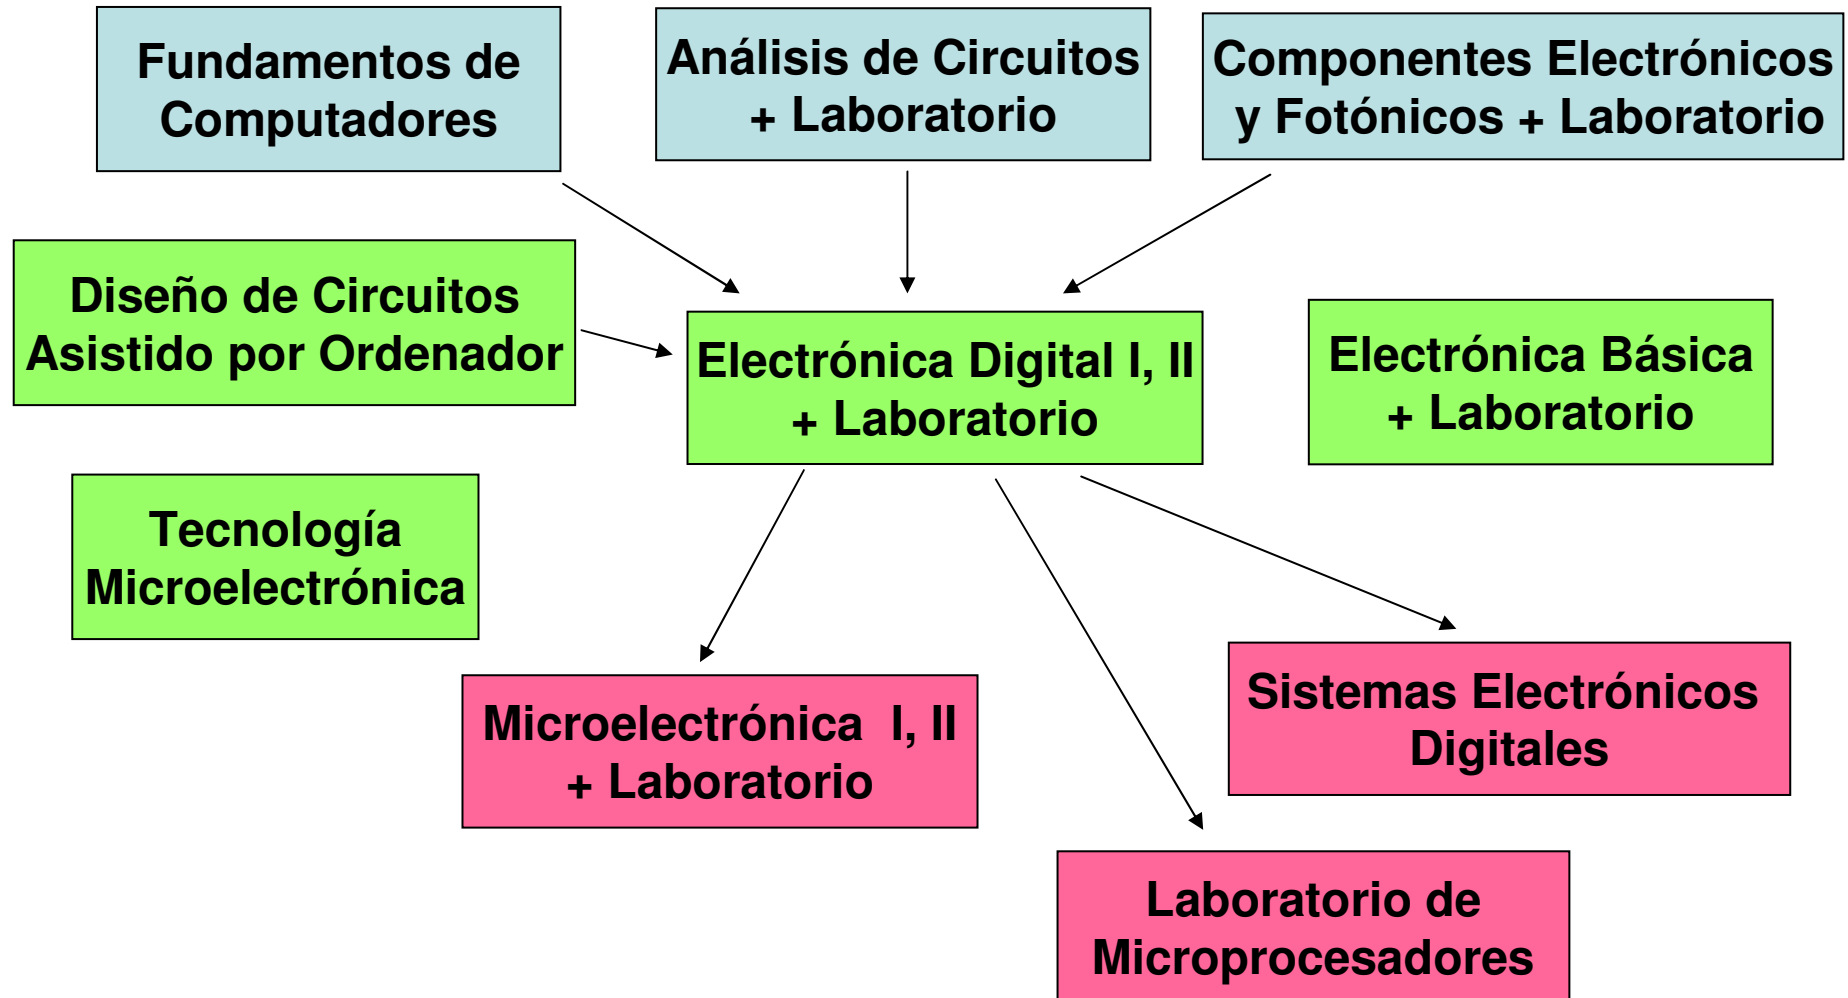 Fundamentos de
Computadores
Análisis de Circuitos
+ Laboratorio
Componentes Electrónicos
y Fotónicos + Laboratorio
Diseño de Circuitos
Asistido por Ordenador
Electrónica Digital I, II
+ Laboratorio
Electrónica Básica
+ Laboratorio
Tecnología
Microelectrónica
Microelectrónica I, II
+ Laboratorio
Sistemas Electrónicos
Digitales
Laboratorio de
Microprocesadores